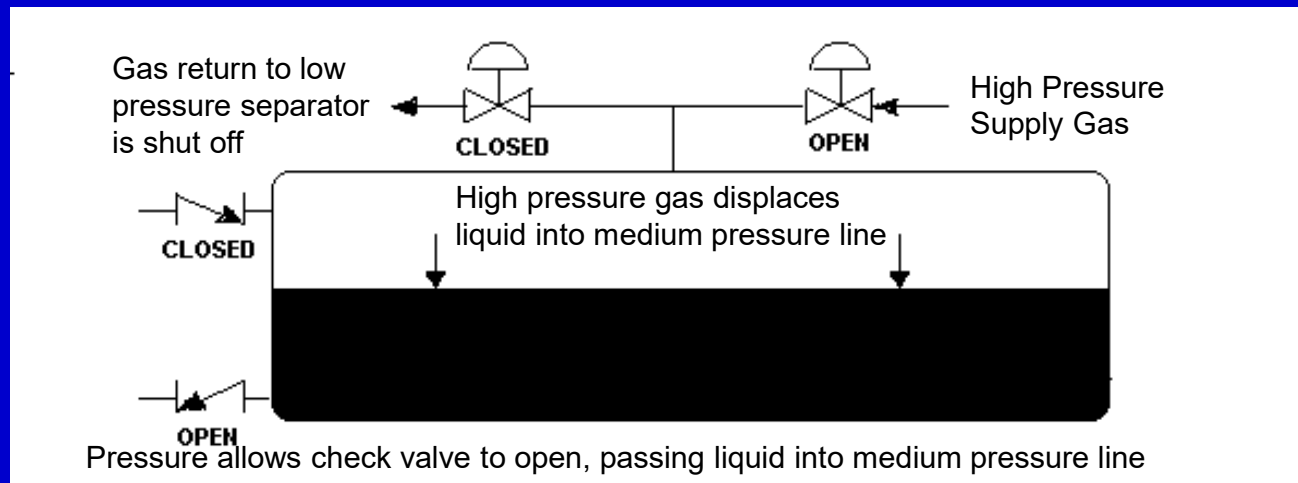 Gas return to low
pressure separator
is shut off
CLOSED
OPEN
High Pressure
Supply Gas
CLOSED
High pressure gas displaces
liquid into medium pressure line
OPEN
Pressure allows check valve to open, passing liquid into medium pressure line